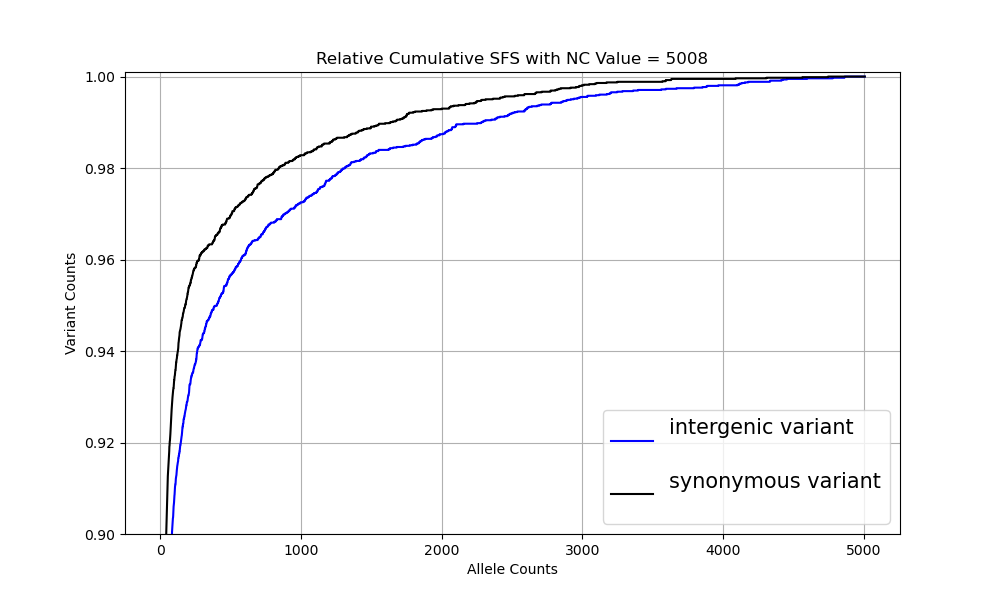 Relative Cumulative SFS with NC Value = 5008
1.00
0.98
0.96
0.94
0.92
0.90
Variant Counts
intergenic variant
synonymous variant
0 1000 2000 3000 4000 5000
Allele Counts